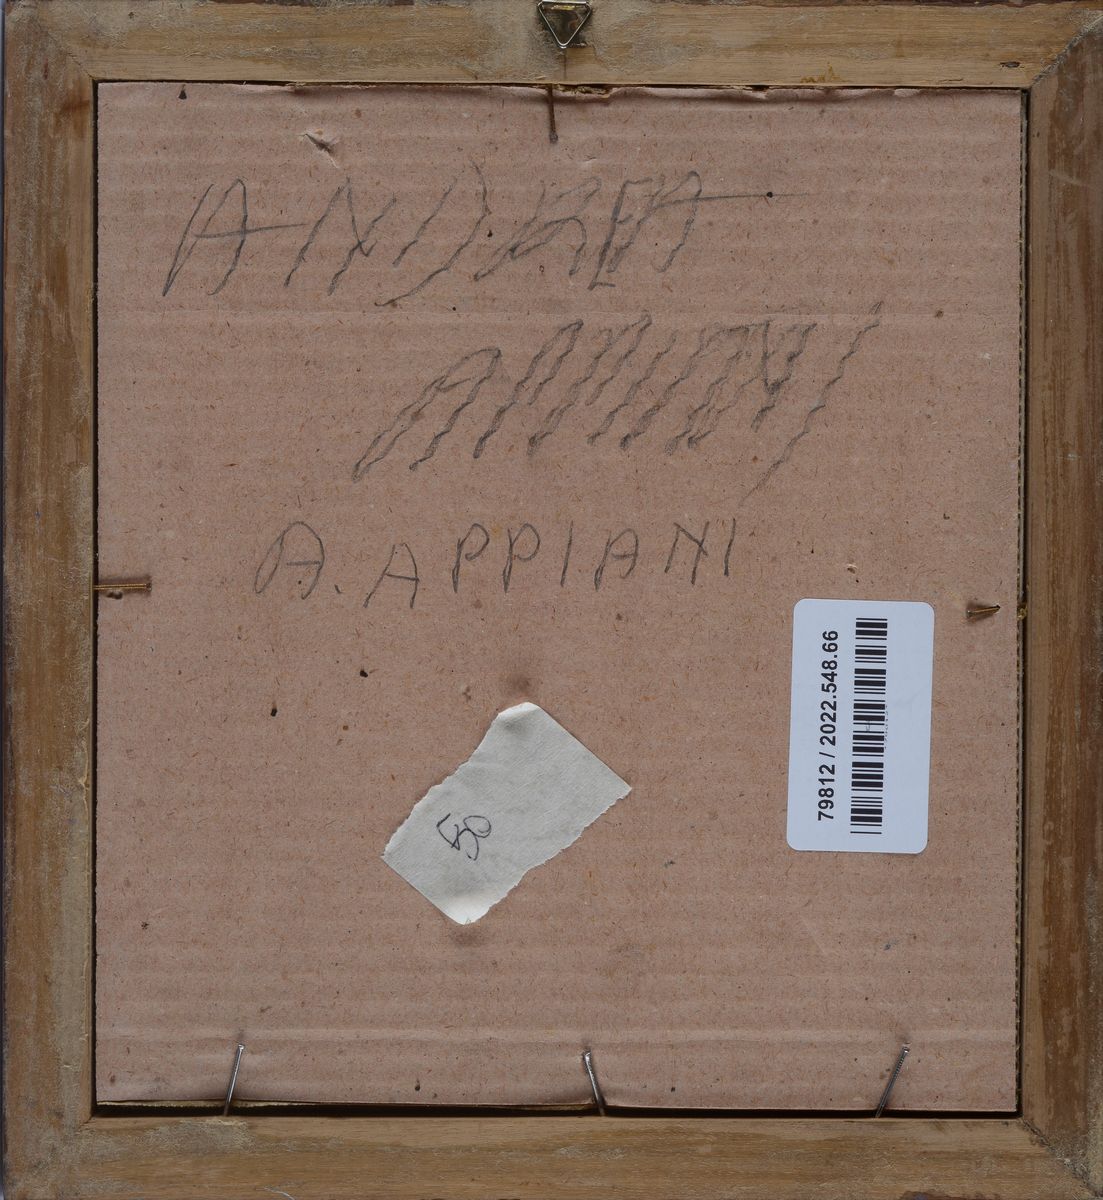 ANDREA
A. APPIANI
79812 / 2022.548.66
50